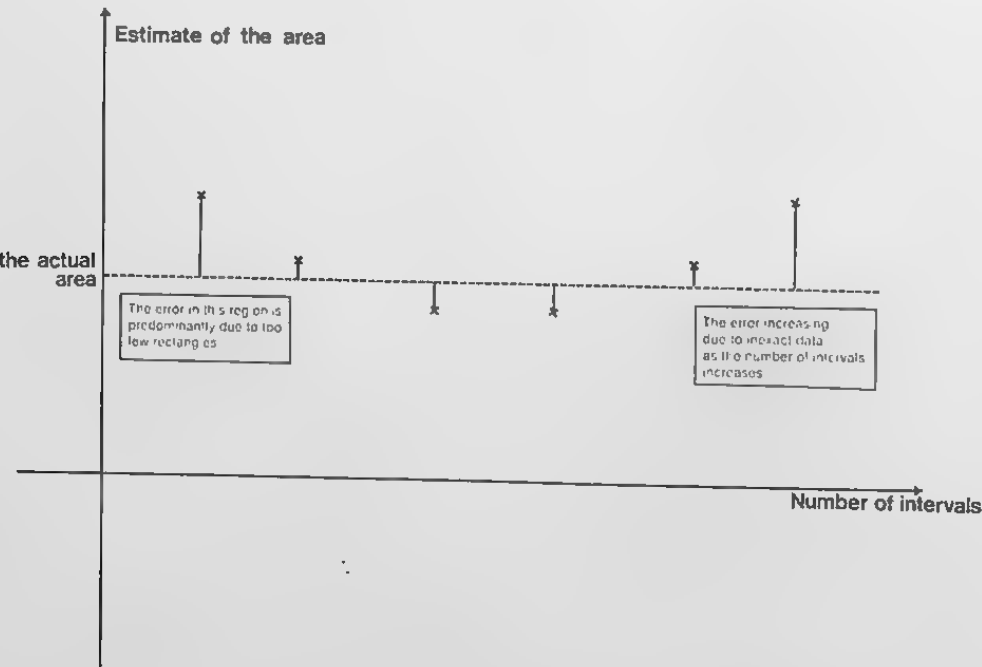 Estimate of the area
the actual
area
The error in this region is
predominantly due to too
few rectangles
The error increasing
due to inexact data
as the number of intervals
increases
Number of intervals